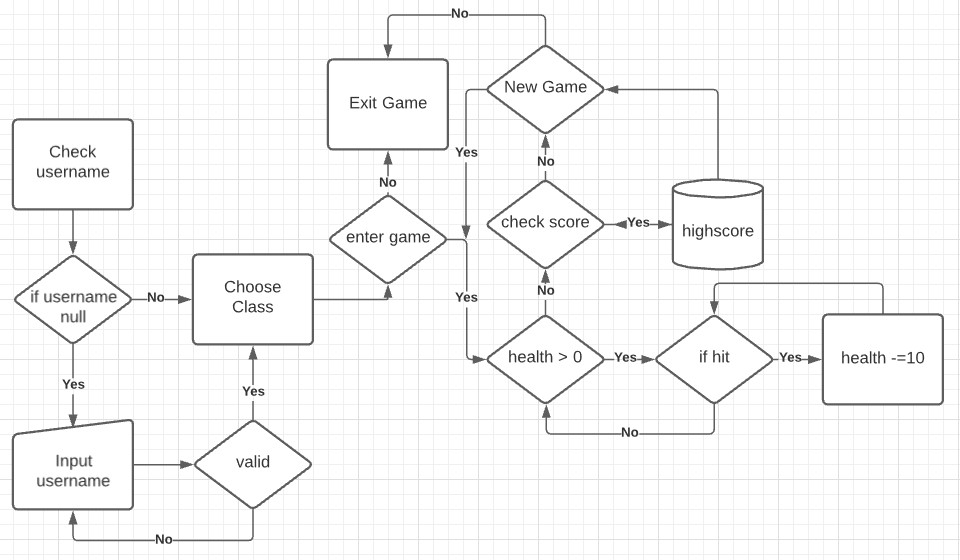 No
New Game
Exit Game
Check
username
Yes
No
No
check score
Yes
highscore
enter game
if username
null
No
Choose
Class
Yes
No
health > 0
Yes
if hit
Yes
health -=10
Yes
Yes
No
Input
username
valid
No